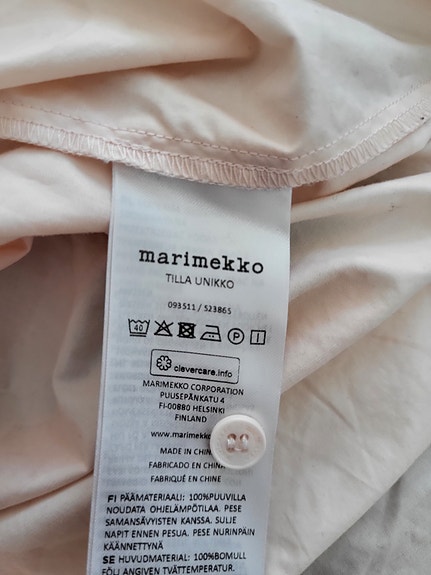 marimekko
TILLA UNIKKO
093511 / 523865
40
clevercare.info
MARIMEKKO CORPORATION
PUUSEPÄNKATU 4
FI-00880 HELSINKI
FINLAND
www.marimekko
MADE IN CHINA
FABRICADO EN CHINA
FABRIQUÉ EN CHINE
FI PÄÄMATERIAALI: 100%PUUVILLA
NOUDATA OHJELÄMPÖTILAA. PESE
SAMANSÄVYISTEN KANSSA. SULJE
NAPIT ENNEN PESUA. PESE NURINPÄIN
KÄÄNNETTYNÄ
SE HUVUDMATERIAL: 100%BOMULL
FÖLJ ANGIVEN TVÄTTEMPERATUR.